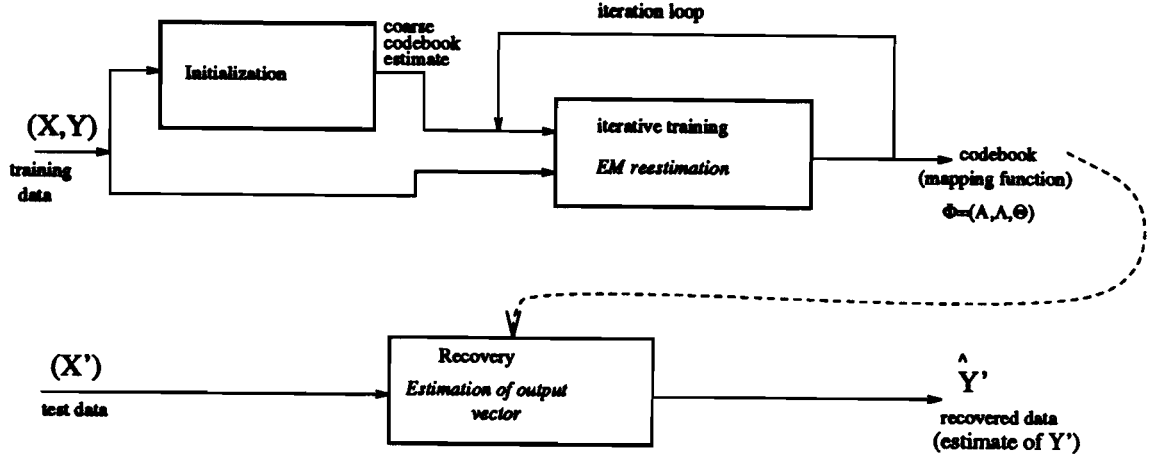 iteration loop
coarse
codebook
estimate
Initialization
(X,Y)
training
data
iterative training
EM reestimation
codebook
(mapping function)
Φ=(A,Λ,Θ)
(X')
test data
Recovery
Estimation of output
vector
^
Y'
recovered data
(estimate of Y')